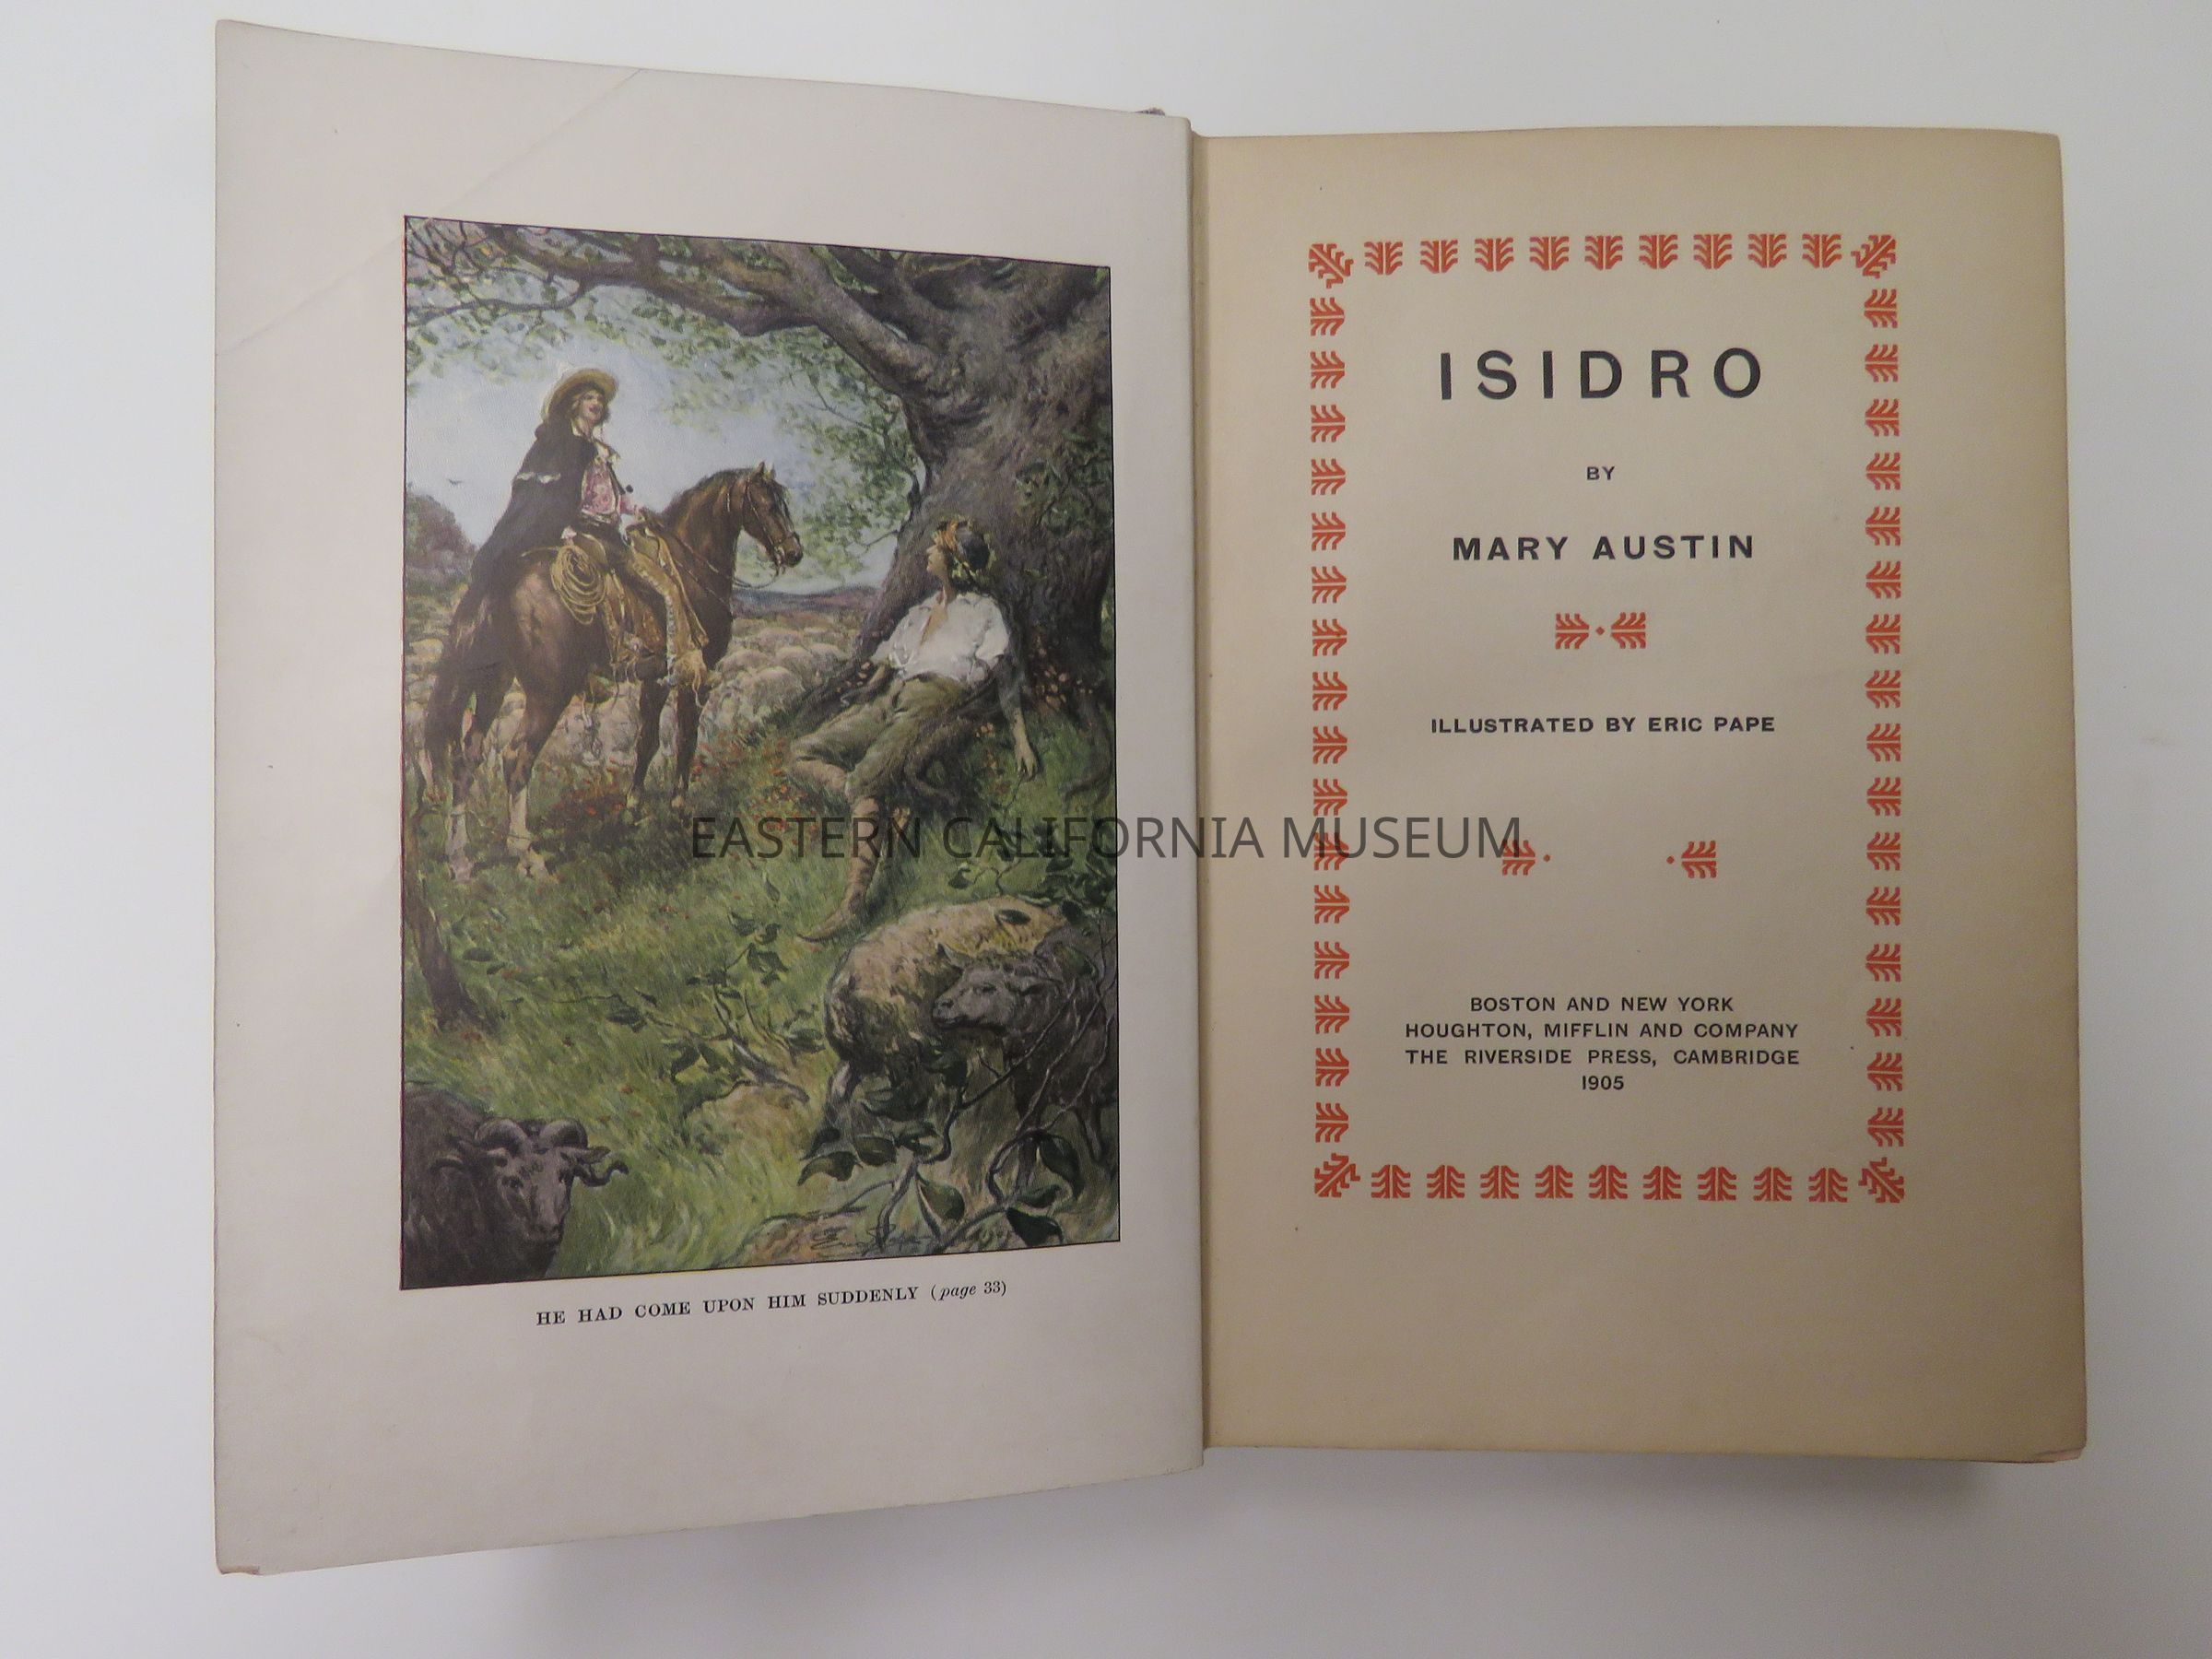 HE HAD COME UPON HIM SUDDENLY (page 33)
ISIDRO
BY
MARY AUSTIN
ILLUSTRATED BY ERIC PAPE
BOSTON AND NEW YORK
HOUGHTON, MIFFLIN AND COMPANY
THE RIVERSIDE PRESS, CAMBRIDGE
1905
EASTERN CALIFORNIA MUSEUM